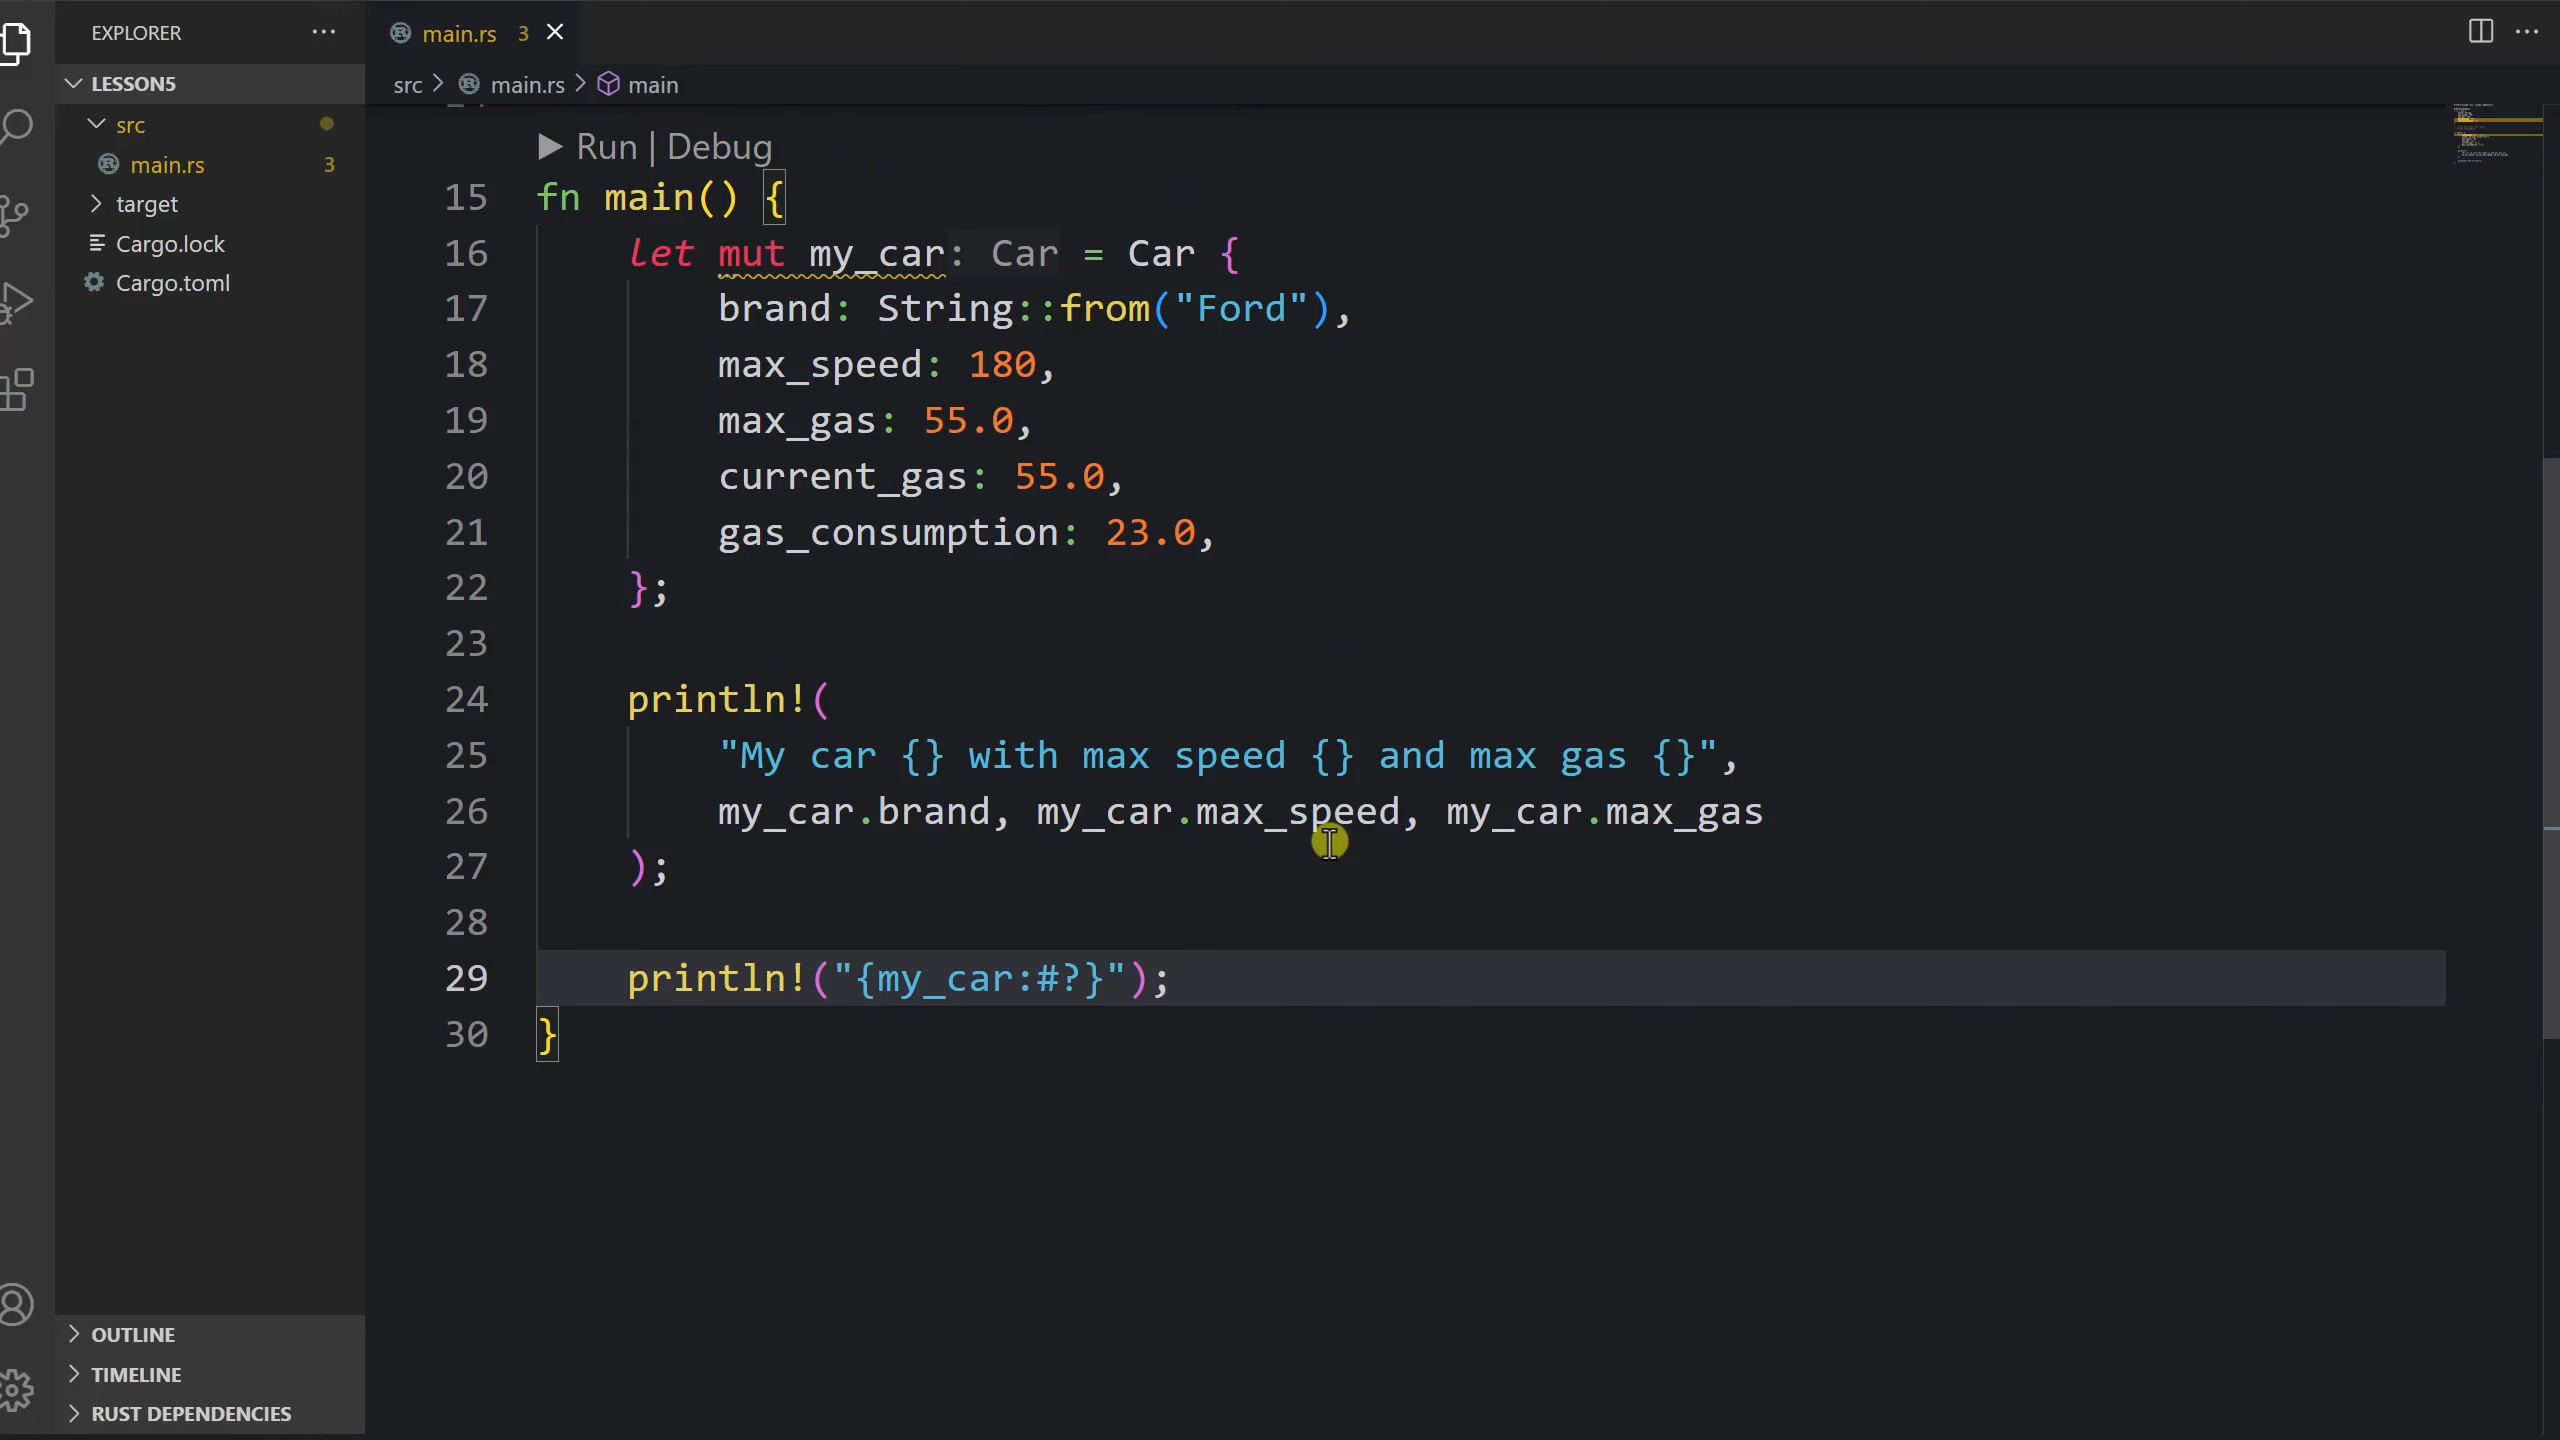 EXPLORER
LESSON5
src
main.rs 3
target
Cargo.lock
Cargo.toml
OUTLINE
TIMELINE
RUST DEPENDENCIES
main.rs 3
src > main.rs > main
Run | Debug
15 fn main() {
16     let mut my_car: Car = Car {
17         brand: String::from("Ford"),
18         max_speed: 180,
19         max_gas: 55.0,
20         current_gas: 55.0,
21         gas_consumption: 23.0,
22     };
23
24     println!(
25         "My car {} with max speed {} and max gas {}",
26         my_car.brand, my_car.max_speed, my_car.max_gas
27     );
28
29     println!("{my_car:#?}");
30 }